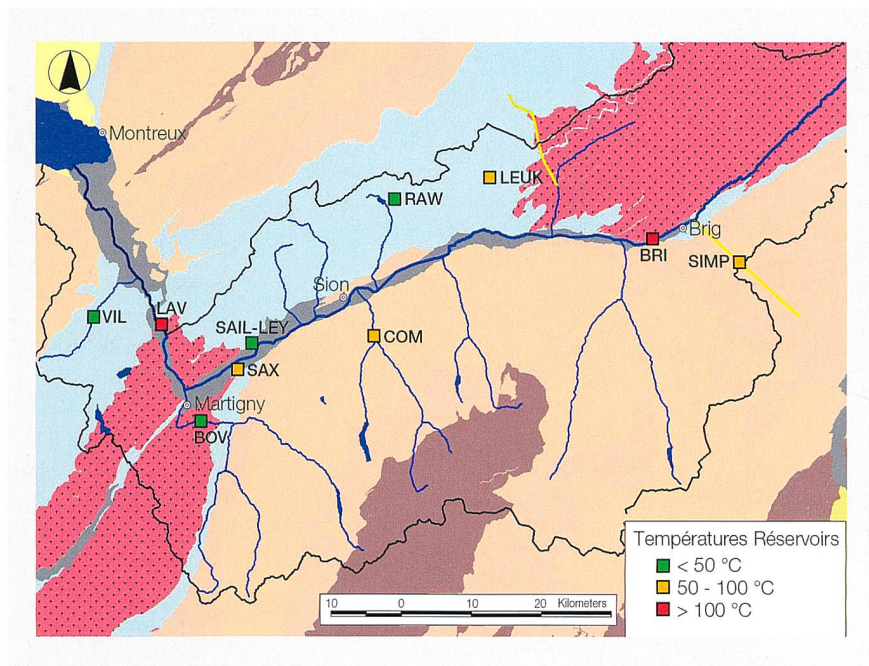 Montreux
LEUK
RAW
Brig
BRI
SIMP
Sion
VIL
LAV
SAIL-LEY
COM
SAX
Martigny
BOV
Températures Réservoirs
< 50 °C
50 - 100 °C
> 100 °C
10 0 10 20 Kilometers